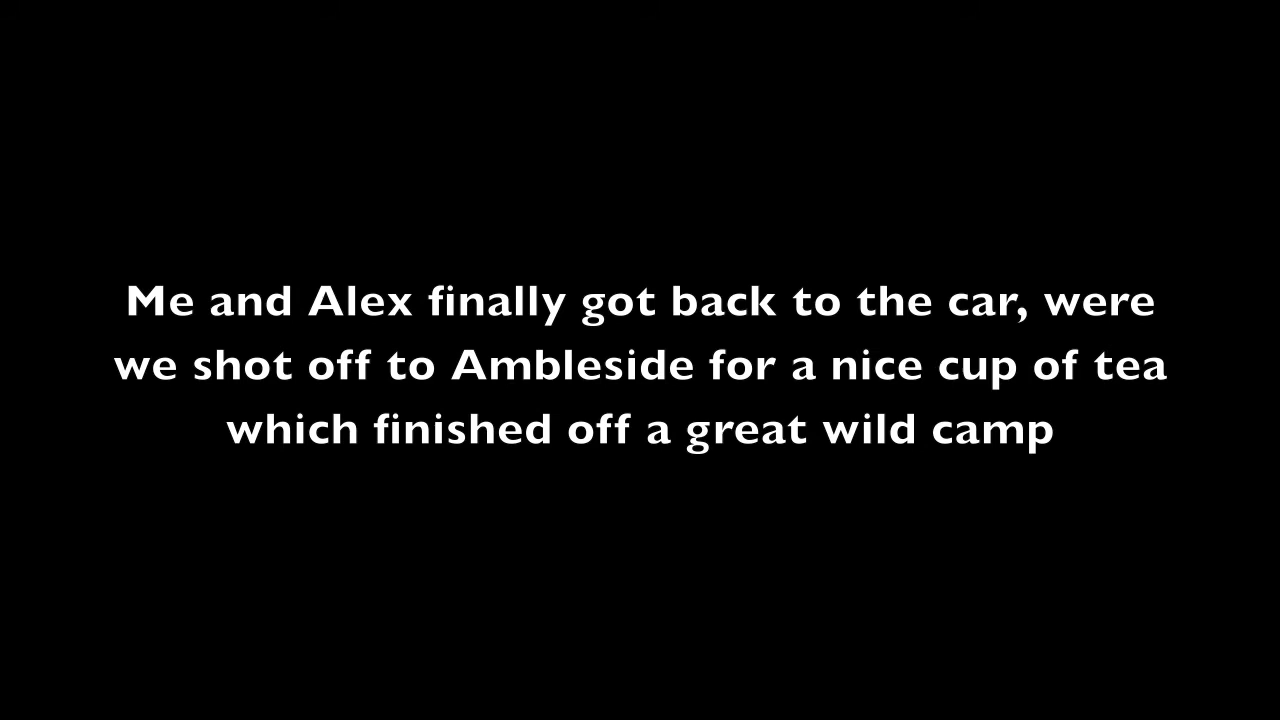 Me and Alex finally got back to the car, were
we shot off to Ambleside for a nice cup of tea
which finished off a great wild camp